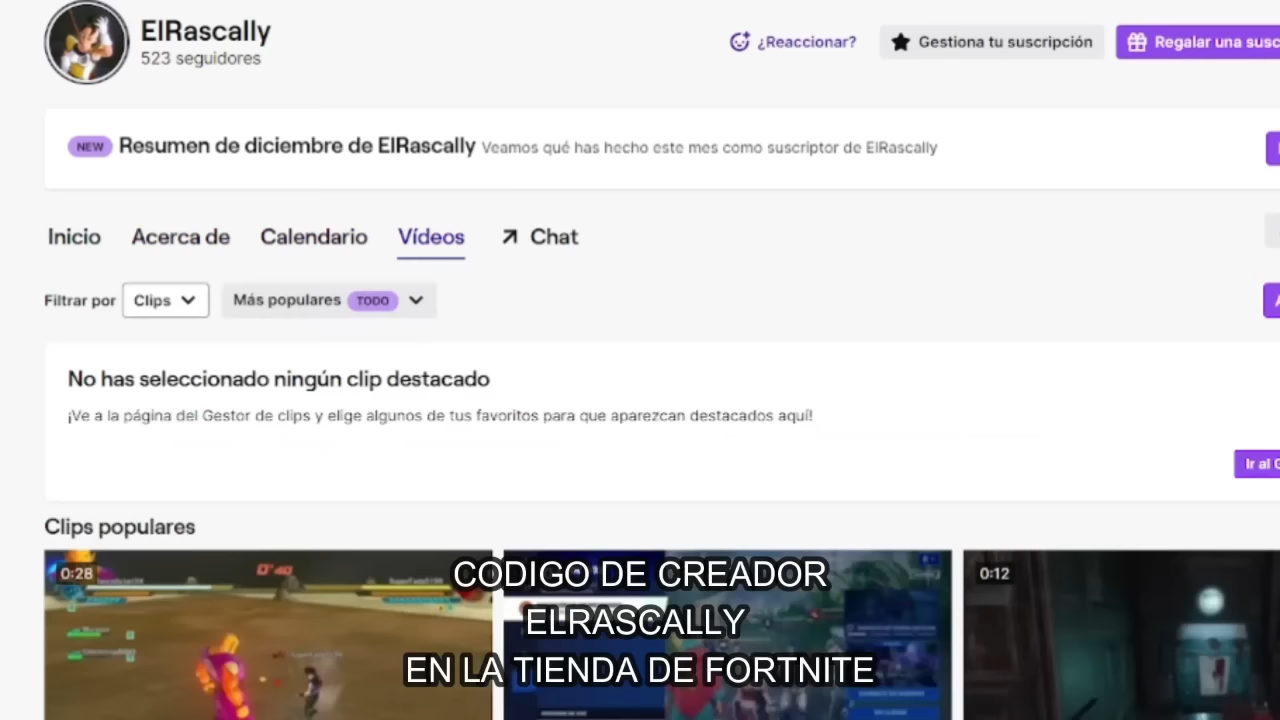 ElRascally
523 seguidores
¿Reaccionar?
Gestiona tu suscripción
Regalar una susc
NEW Resumen de diciembre de ElRascally Veamos qué has hecho este mes como suscriptor de ElRascally
Inicio Acerca de Calendario Vídeos Chat
Filtrar por Clips Más populares TODO
No has seleccionado ningún clip destacado
¡Ve a la página del Gestor de clips y elige algunos de tus favoritos para que aparezcan destacados aquí!
Ir al G
Clips populares
0:28
0:12
CODIGO DE CREADOR
ELRASCALLY
EN LA TIENDA DE FORTNITE